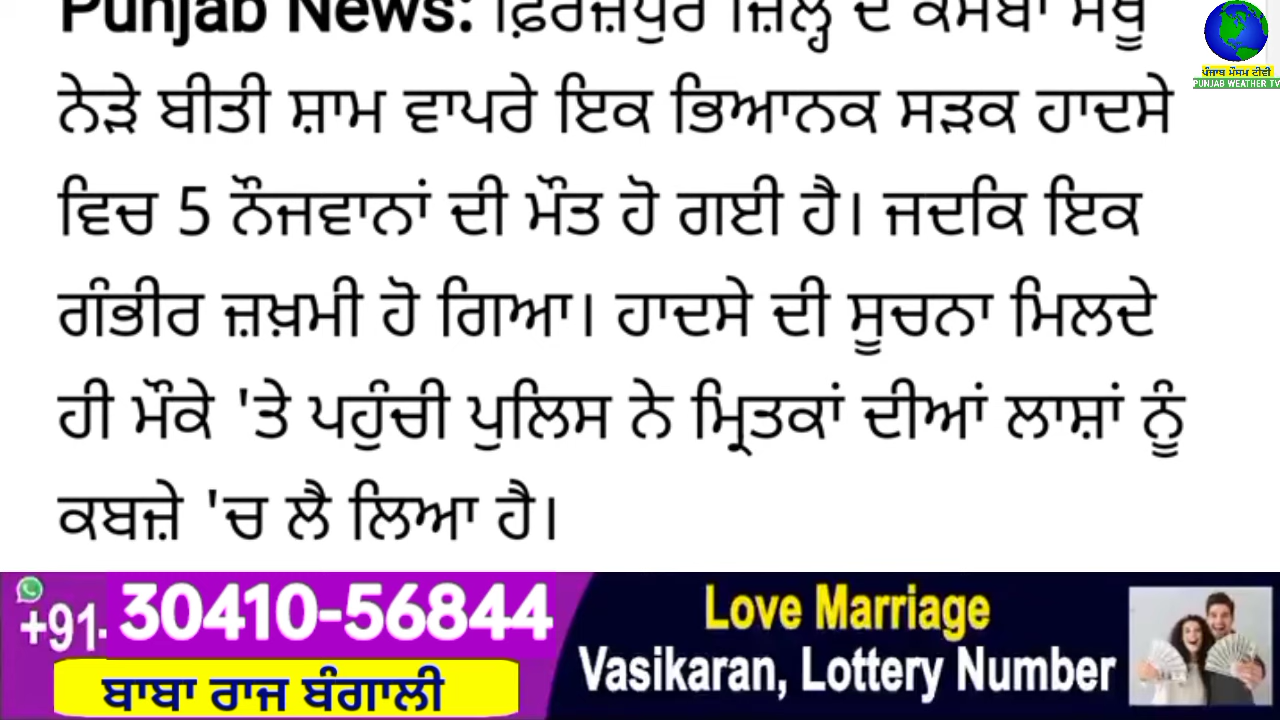 Punjab News: ਫ਼ਿਰੋਜ਼ਪੁਰ ਜ਼ਿਲ੍ਹੇ ਦੇ ਕਸਬਾ
ਨੇੜੇ ਬੀਤੀ ਸ਼ਾਮ ਵਾਪਰੇ ਇਕ ਭਿਆਨਕ ਸੜਕ ਹਾਦਸੇ
ਵਿਚ 5 ਨੌਜਵਾਨਾਂ ਦੀ ਮੌਤ ਹੋ ਗਈ ਹੈ। ਜਦਕਿ ਇਕ
ਗੰਭੀਰ ਜ਼ਖ਼ਮੀ ਹੋ ਗਿਆ। ਹਾਦਸੇ ਦੀ ਸੂਚਨਾ ਮਿਲਦੇ
ਹੀ ਮੌਕੇ 'ਤੇ ਪਹੁੰਚੀ ਪੁਲਿਸ ਨੇ ਮ੍ਰਿਤਕਾਂ ਦੀਆਂ ਲਾਸ਼ਾਂ ਨੂੰ
ਕਬਜ਼ੇ 'ਚ ਲੈ ਲਿਆ ਹੈ।
ਪੰਜਾਬ ਮੌਸਮ ਟੀਵੀ
PUNJAB WEATHER TV
+91- 30410-56844
ਬਾਬਾ ਰਾਜ ਬੰਗਾਲੀ
Love Marriage
Vasikaran, Lottery Number